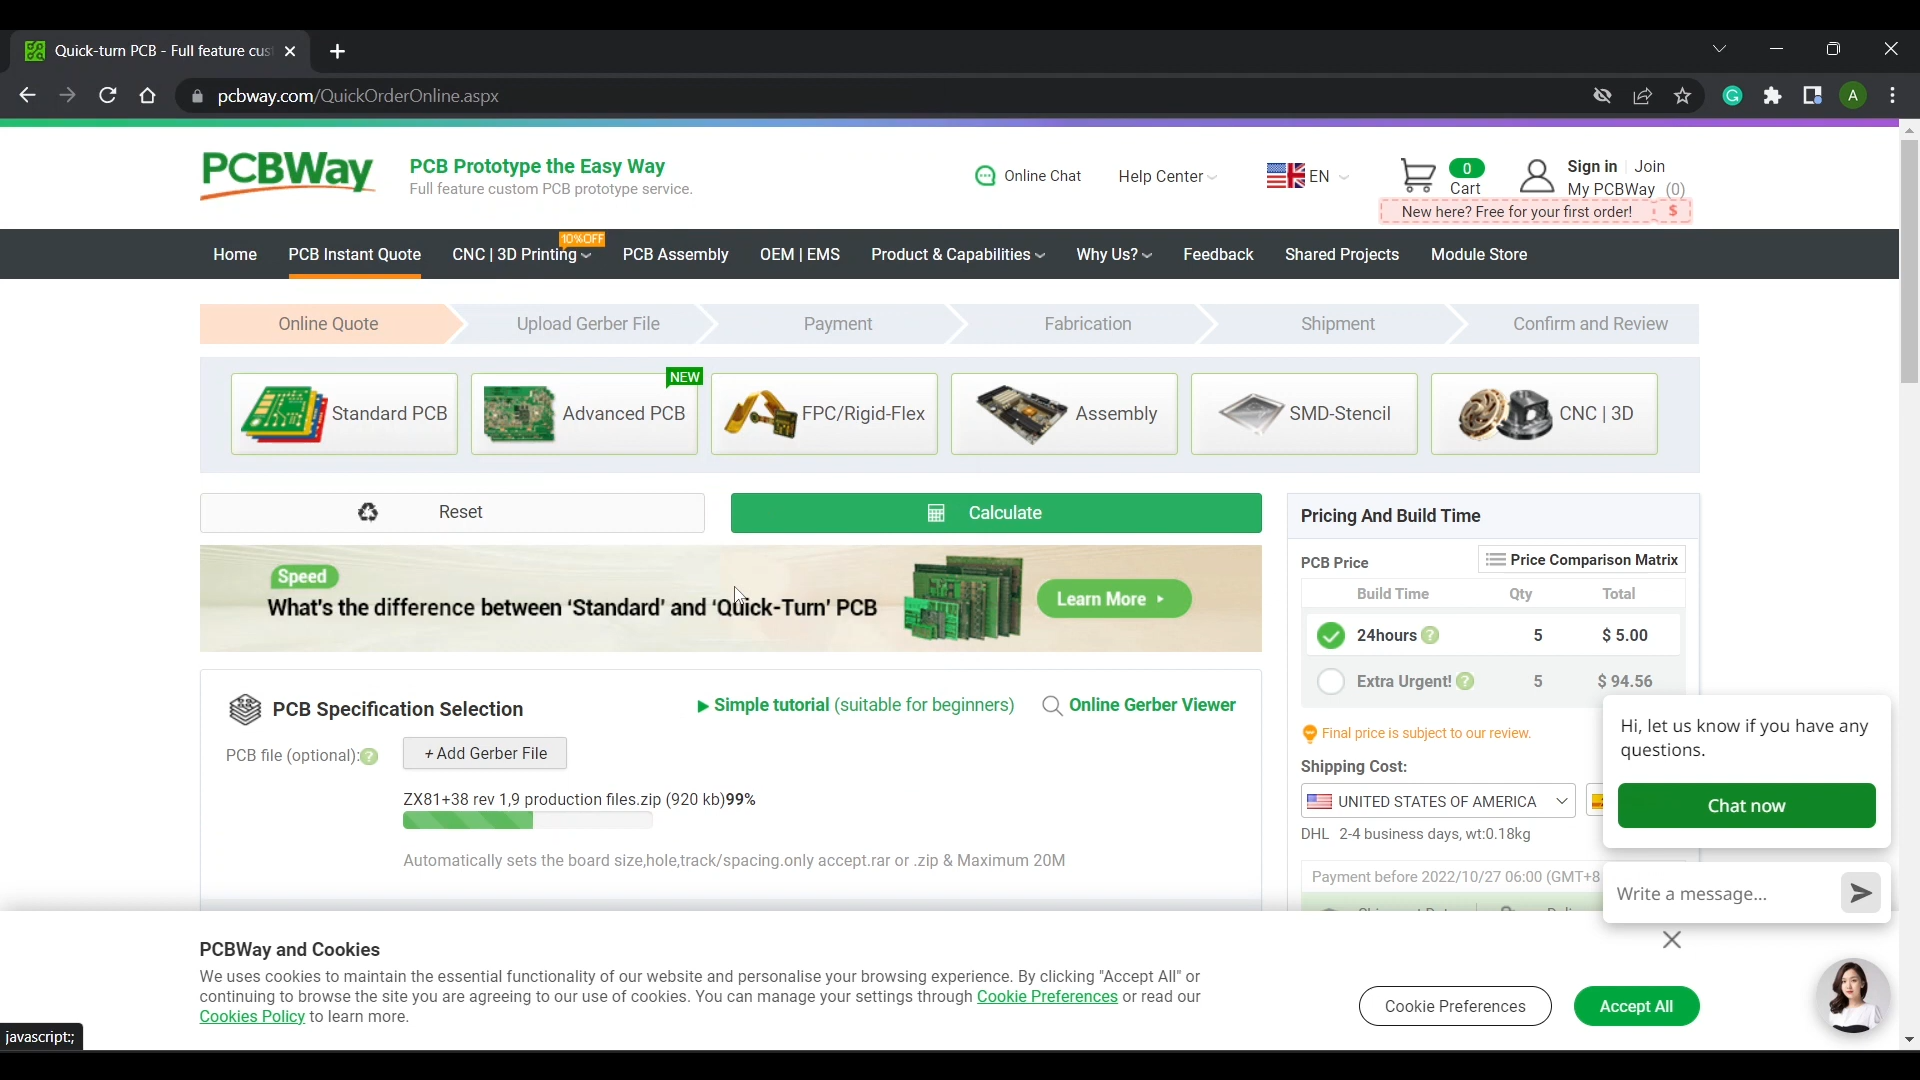 Quick-turn PCB - Full feature cus
pcbway.com/QuickOrderOnline.aspx
A
PCBWay
PCB Prototype the Easy Way
Full feature custom PCB prototype service.
Online Chat
Help Center
EN
0
Cart
Sign in
Join
My PCBWay (0)
New here? Free for your first order! $
Home
PCB Instant Quote
CNC | 3D Printing
10%OFF
PCB Assembly
OEM | EMS
Product & Capabilities
Why Us?
Feedback
Shared Projects
Module Store
Online Quote
Upload Gerber File
Payment
Fabrication
Shipment
Confirm and Review
Standard PCB
NEW
Advanced PCB
FPC/Rigid-Flex
Assembly
SMD-Stencil
CNC | 3D
Reset
Calculate
Speed
What's the difference between 'Standard' and 'Quick-Turn' PCB
Learn More
PCB Specification Selection
Simple tutorial (suitable for beginners)
Online Gerber Viewer
PCB file (optional):?
+ Add Gerber File
ZX81+38 rev 1,9 production files.zip (920 kb)99%
Automatically sets the board size,hole,track/spacing.only accept.rar or .zip & Maximum 20M
Pricing And Build Time
PCB Price
Price Comparison Matrix
Build Time Qty Total
24hours ? 5 $ 5.00
Extra Urgent! ? 5 $ 94.56
Final price is subject to our review.
Shipping Cost:
UNITED STATES OF AMERICA
DHL 2-4 business days, wt:0.18kg
Payment before 2022/10/27 06:00 (GMT+8
Hi, let us know if you have any
questions.
Chat now
Write a message...
PCBWay and Cookies
We uses cookies to maintain the essential functionality of our website and personalise your browsing experience. By clicking "Accept All" or
continuing to browse the site you are agreeing to our use of cookies. You can manage your settings through Cookie Preferences or read our
Cookies Policy to learn more.
Cookie Preferences
Accept All
javascript:;